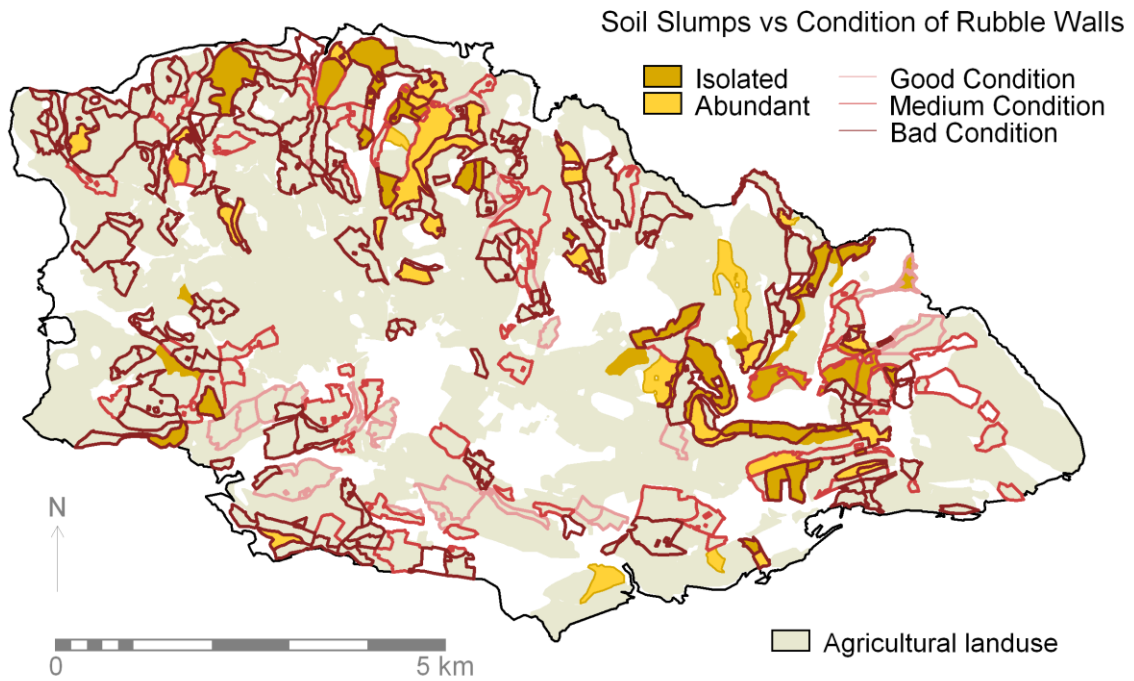 Soil Slumps vs Condition of Rubble Walls
Isolated
Abundant
Good Condition
Medium Condition
Bad Condition
N
0
5 km
Agricultural landuse